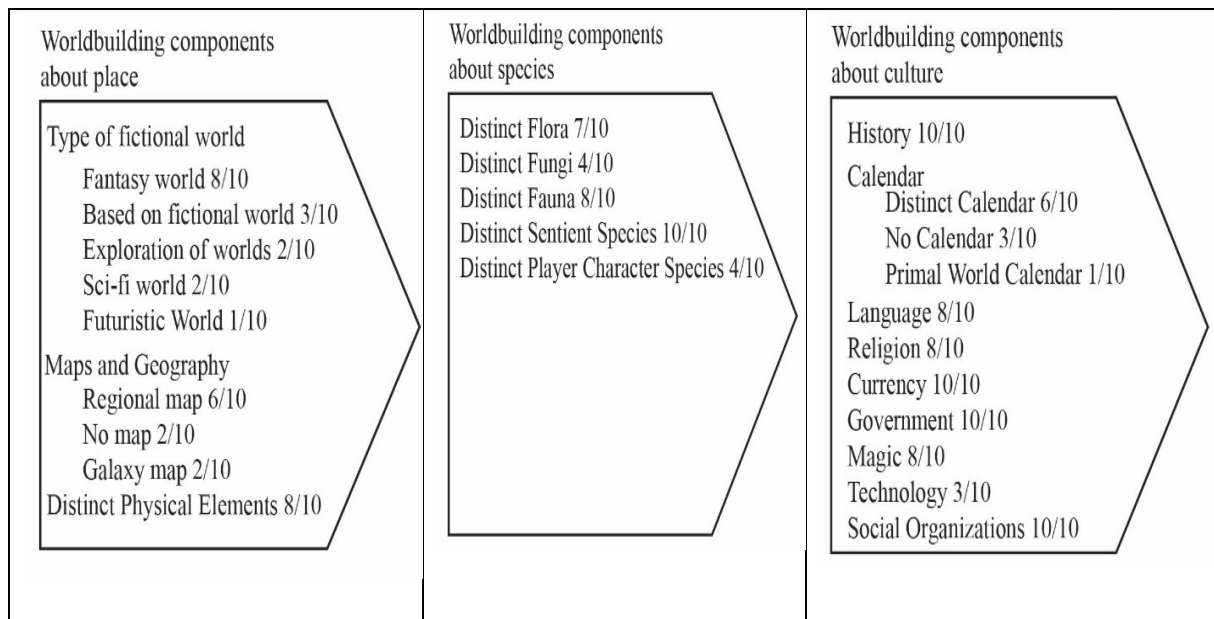 Worldbuilding components
about place
Type of fictional world
Fantasy world 8/10
Based on fictional world 3/10
Exploration of worlds 2/10
Sci-fi world 2/10
Futuristic World 1/10
Maps and Geography
Regional map 6/10
No map 2/10
Galaxy map 2/10
Distinct Physical Elements 8/10
Worldbuilding components
about species
Distinct Flora 7/10
Distinct Fungi 4/10
Distinct Fauna 8/10
Distinct Sentient Species 10/10
Distinct Player Character Species 4/10
Worldbuilding components
about culture
History 10/10
Calendar
Distinct Calendar 6/10
No Calendar 3/10
Primal World Calendar 1/10
Language 8/10
Religion 8/10
Currency 10/10
Government 10/10
Magic 8/10
Technology 3/10
Social Organizations 10/10